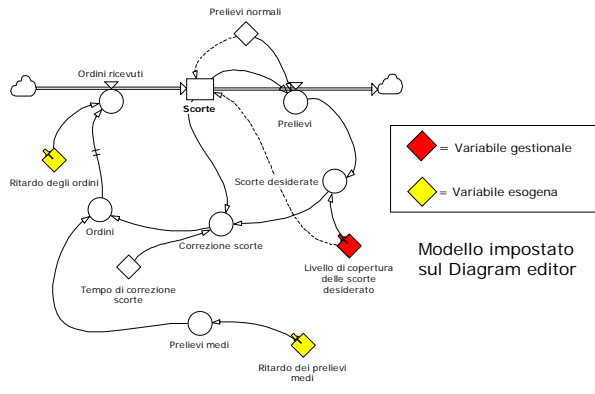 Prelievi normali
Ordini ricevuti
Scorte
Prelievi
= Variabile gestionale
Ritardo degli ordini
Scorte desiderate
= Variabile esogena
Ordini
Correzione scorte
Modello impostato
sul Diagram editor
Tempo di correzione
scorte
Livello di copertura
delle scorte
desiderato
Prelievi medi
Ritardo dei prelievi
medi